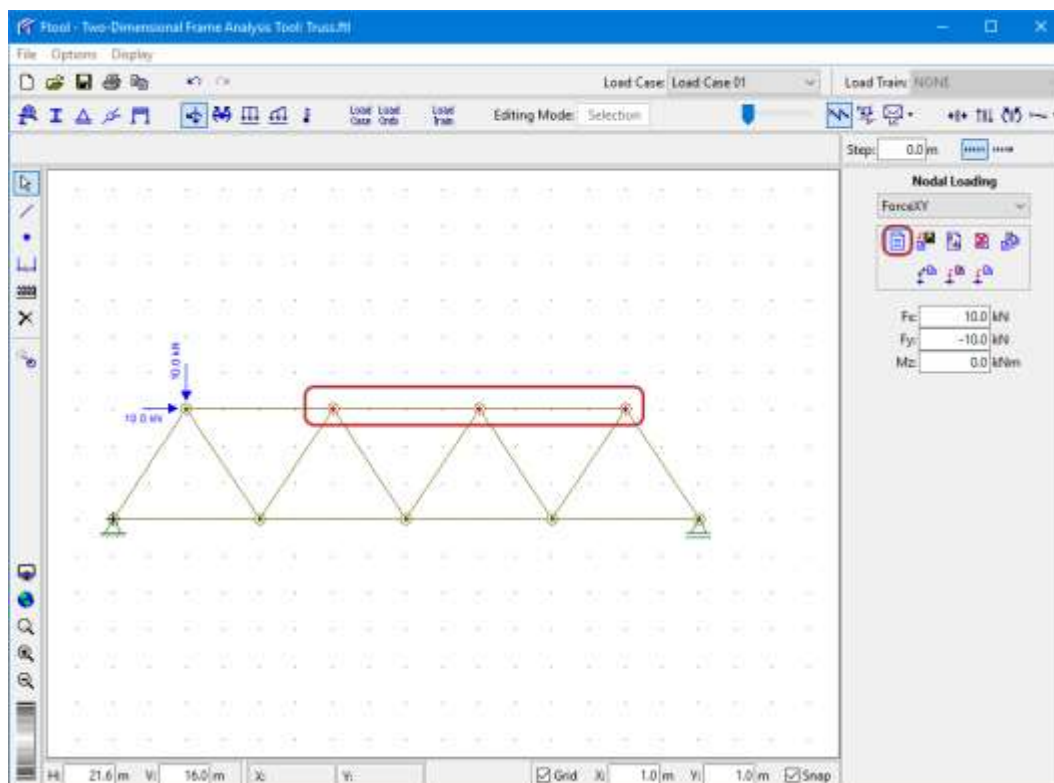 Ftool - Two-Dimensional Frame Analysis Tool: Truss.ftl
File Options Display
Load Case: Load Case 01 Load Train: NONE
Load Case Load Cmb Load Train Editing Mode: Selection
Step: 0.0 m
Nodal Loading
ForceXY
Fx: 10.0 kN
Fy: -10.0 kN
Mz: 0.0 kNm
10.0 kN
10.0 kN
H: 21.6 m V: 16.0 m X: Y: Grid X: 1.0 m Y: 1.0 m Snap